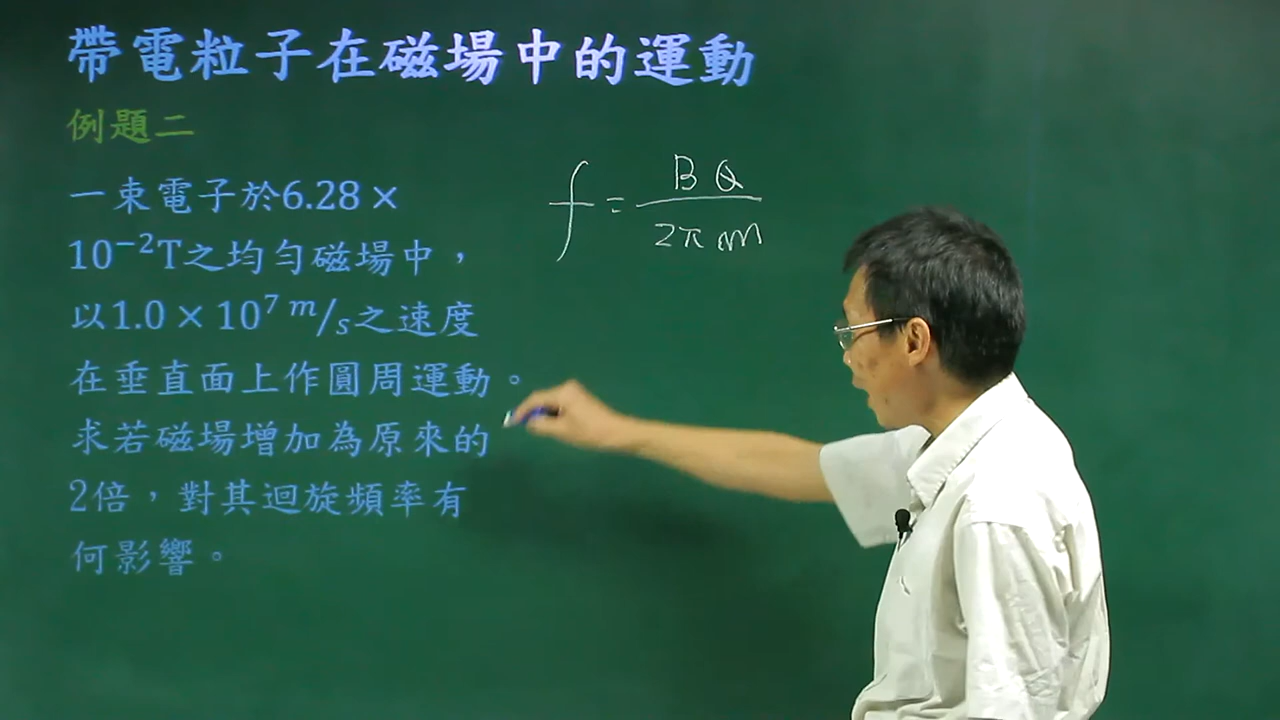 帶電粒子在磁場中的運動
例題二
一束電子於6.28 ×
10⁻²T之均勻磁場中，
以1.0 × 10⁷ m/s之速度
在垂直面上作圓周運動。
求若磁場增加為原來的
2倍，對其迴旋頻率有
何影響。
f = BQ / 2πm